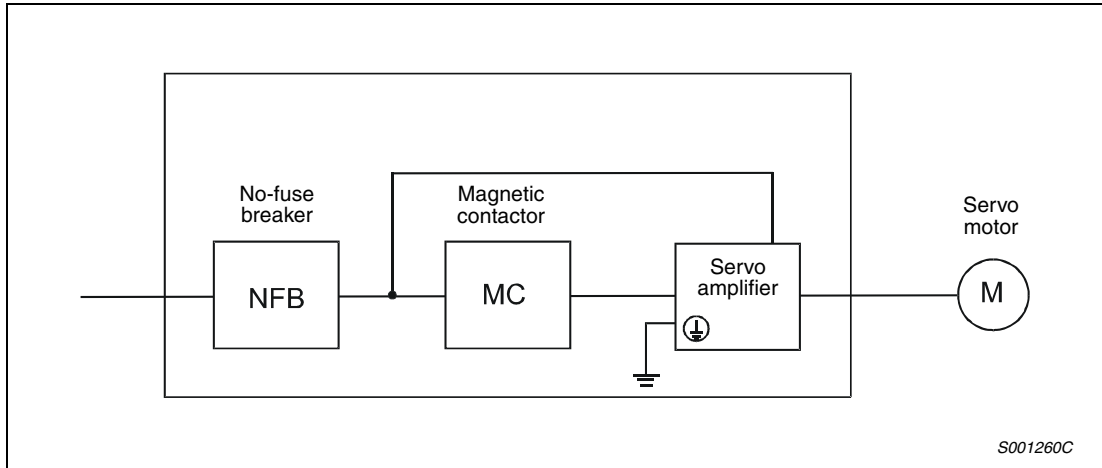 No-fuse
breaker
Magnetic
contactor
Servo
motor
NFB
MC
Servo
amplifier
M
S001260C